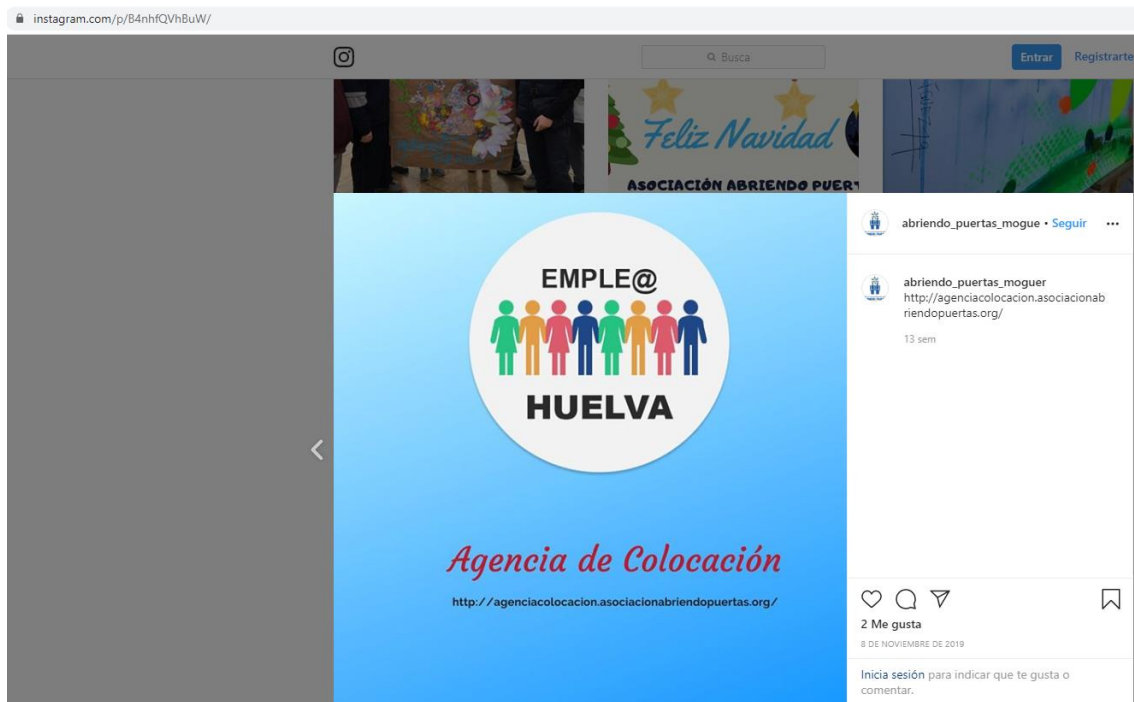 instagram.com/p/B4nhfQVhBuW/
Busca
Entrar
Registrarte
Feliz Navidad
ASOCIACIÓN ABRIENDO
EMPLE@
HUELVA
Agencia de Colocación
http://agenciacolocacion.asociacionabriendopuertas.org/
abriendo_puertas_mogue • Seguir
abriendo_puertas_moguer
http://agenciacolocacion.asociacionab
riendopuertas.org/
13 sem
2 Me gusta
8 DE NOVIEMBRE DE 2019
Inicia sesión para indicar que te gusta o
comentar.